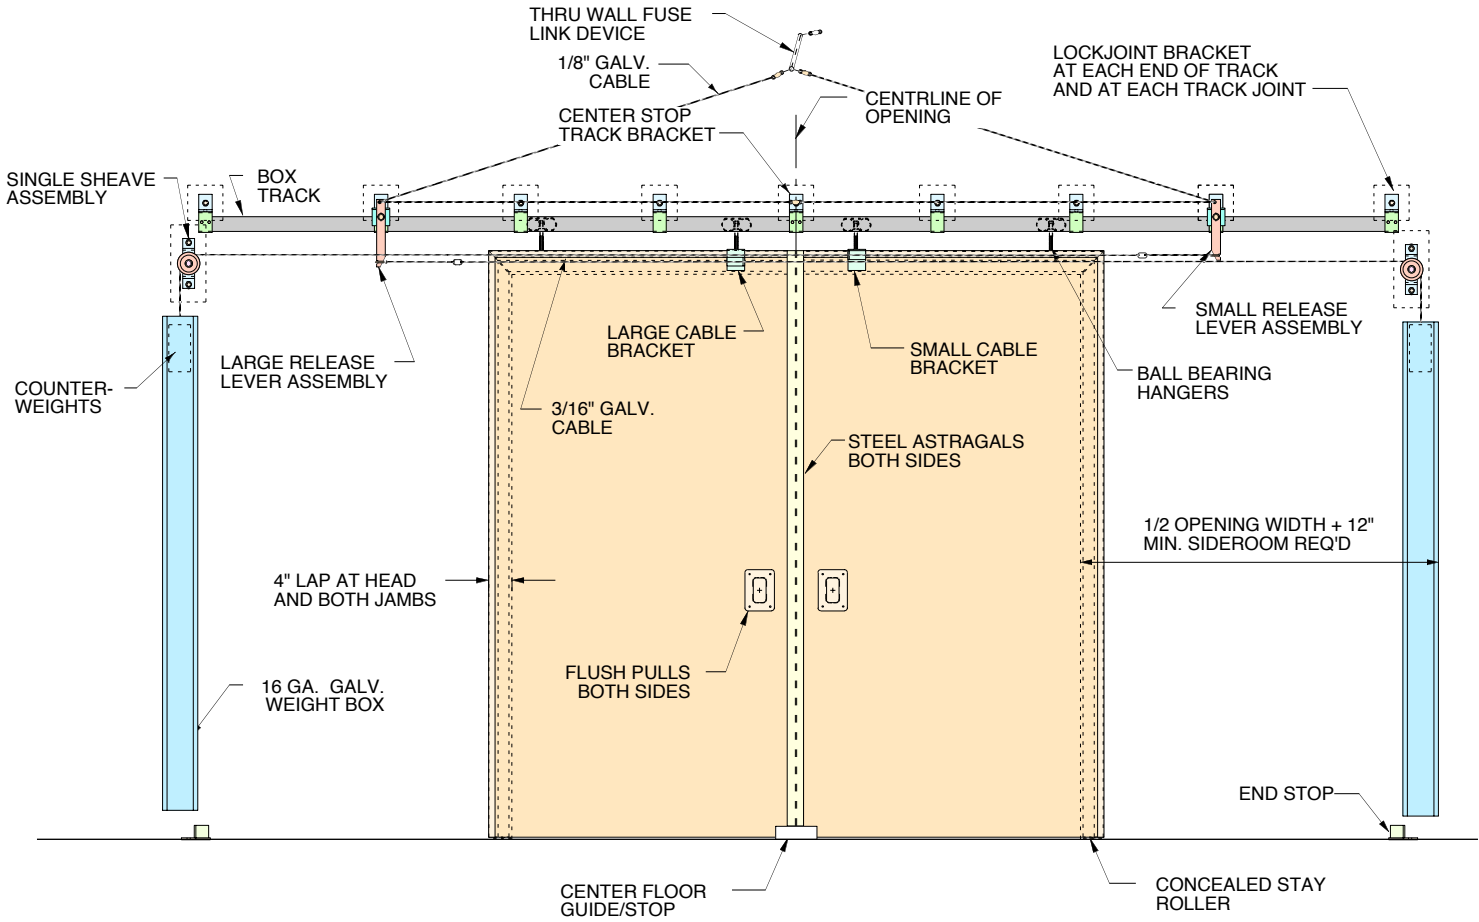 THRU WALL FUSE
LINK DEVICE
1/8" GALV.
CABLE
CENTER STOP
TRACK BRACKET
CENTRLINE OF
OPENING
LOCKJOINT BRACKET
AT EACH END OF TRACK
AND AT EACH TRACK JOINT
SINGLE SHEAVE
ASSEMBLY
BOX
TRACK
COUNTER-
WEIGHTS
LARGE RELEASE
LEVER ASSEMBLY
LARGE CABLE
BRACKET
SMALL CABLE
BRACKET
SMALL RELEASE
LEVER ASSEMBLY
BALL BEARING
HANGERS
3/16" GALV.
CABLE
STEEL ASTRAGALS
BOTH SIDES
1/2 OPENING WIDTH + 12"
MIN. SIDEROOM REQ'D
4" LAP AT HEAD
AND BOTH JAMBS
FLUSH PULLS
BOTH SIDES
16 GA. GALV.
WEIGHT BOX
END STOP
CENTER FLOOR
GUIDE/STOP
CONCEALED STAY
ROLLER